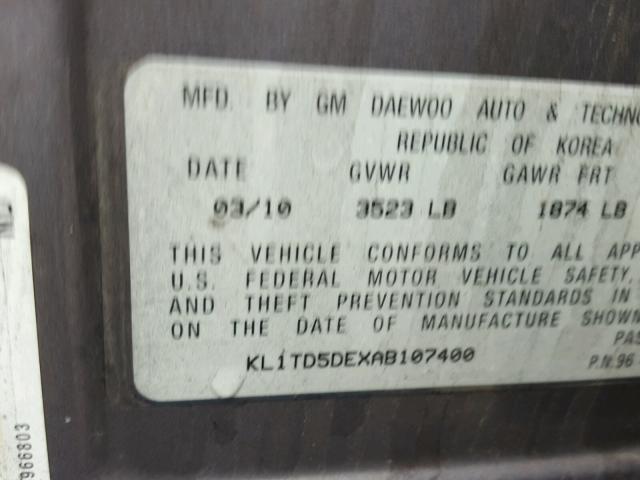 MFD. BY GM DAEWOO AUTO & TECHNO
REPUBLIC OF KOREA
DATE GVWR GAWR FRT
03/10 3523 LB 1874 LB
THIS VEHICLE CONFORMS TO ALL APP
U.S. FEDERAL MOTOR VEHICLE SAFETY,
AND THEFT PREVENTION STANDARDS IN
ON THE DATE OF MANUFACTURE SHOWN
PAS
KL1TD5DEXAB107400
P.N.96
966803